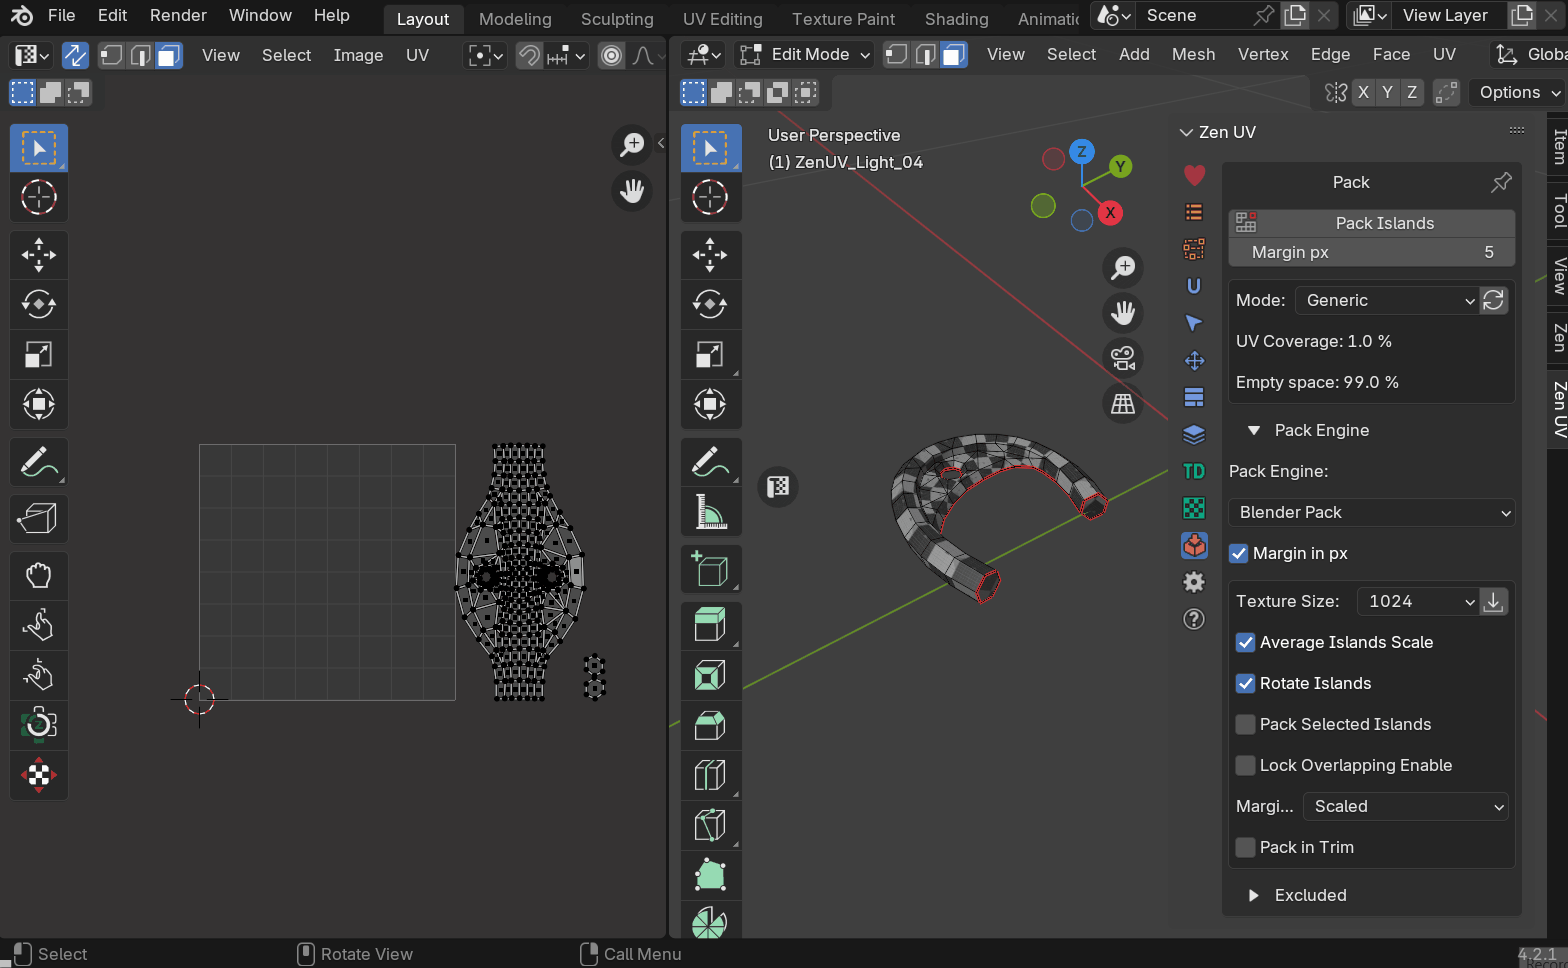 File Edit Render Window Help Layout Modeling Sculpting UV Editing Texture Paint Shading Animatic Scene View Layer
View Select Image UV Edit Mode View Select Add Mesh Vertex Edge Face UV Globa
X Y Z Options
User Perspective
(1) ZenUV_Light_04
Z
Y
X
Zen UV
Pack
Pack Islands
Margin px 5
Mode: Generic
UV Coverage: 1.0 %
Empty space: 99.0 %
Pack Engine
Pack Engine:
Blender Pack
Margin in px
Texture Size: 1024
Average Islands Scale
Rotate Islands
Pack Selected Islands
Lock Overlapping Enable
Margi... Scaled
Pack in Trim
Excluded
TD
Item
Tool
View
Zen
Zen UV
Select Rotate View Call Menu 4.2.1